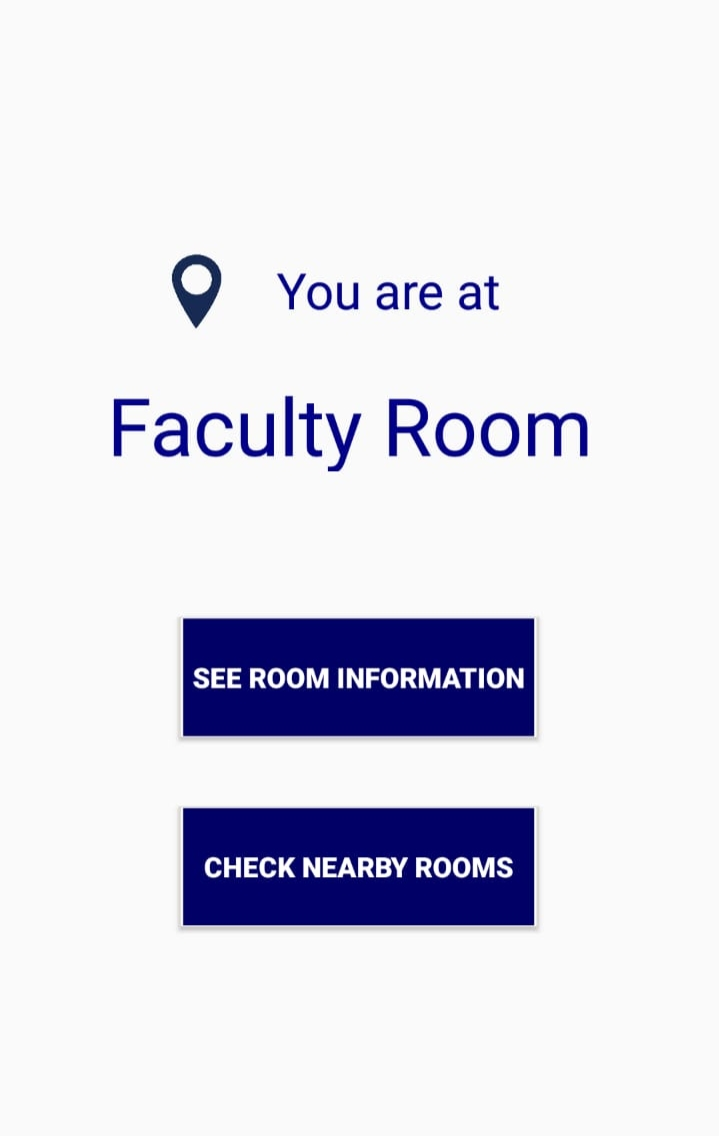 You are at
Faculty Room
SEE ROOM INFORMATION
CHECK NEARBY ROOMS